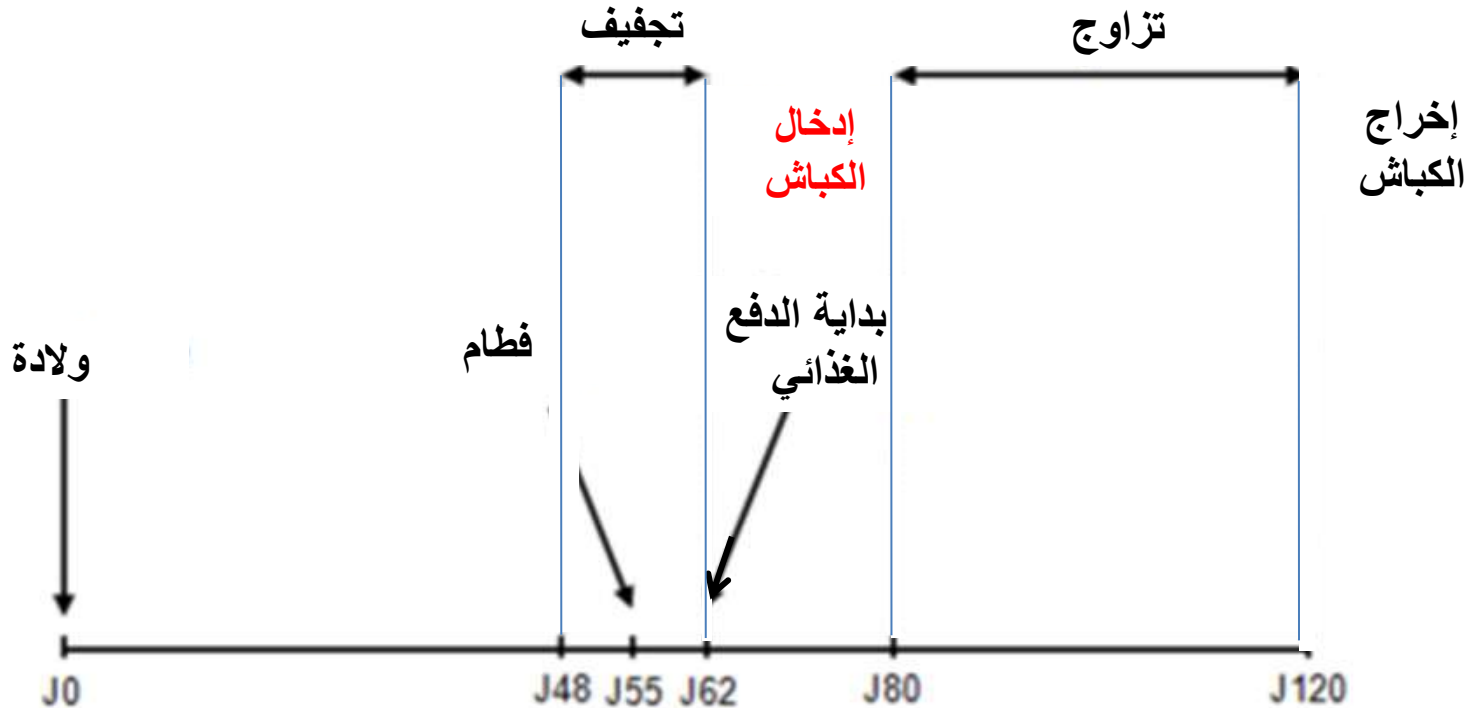 تجفيف
تزاوج
إدخال
الكباش
إخراج
الكباش
بداية الدفع
الغذائي
فطام
ولادة
J0
J48
J55
J62
J80
J120